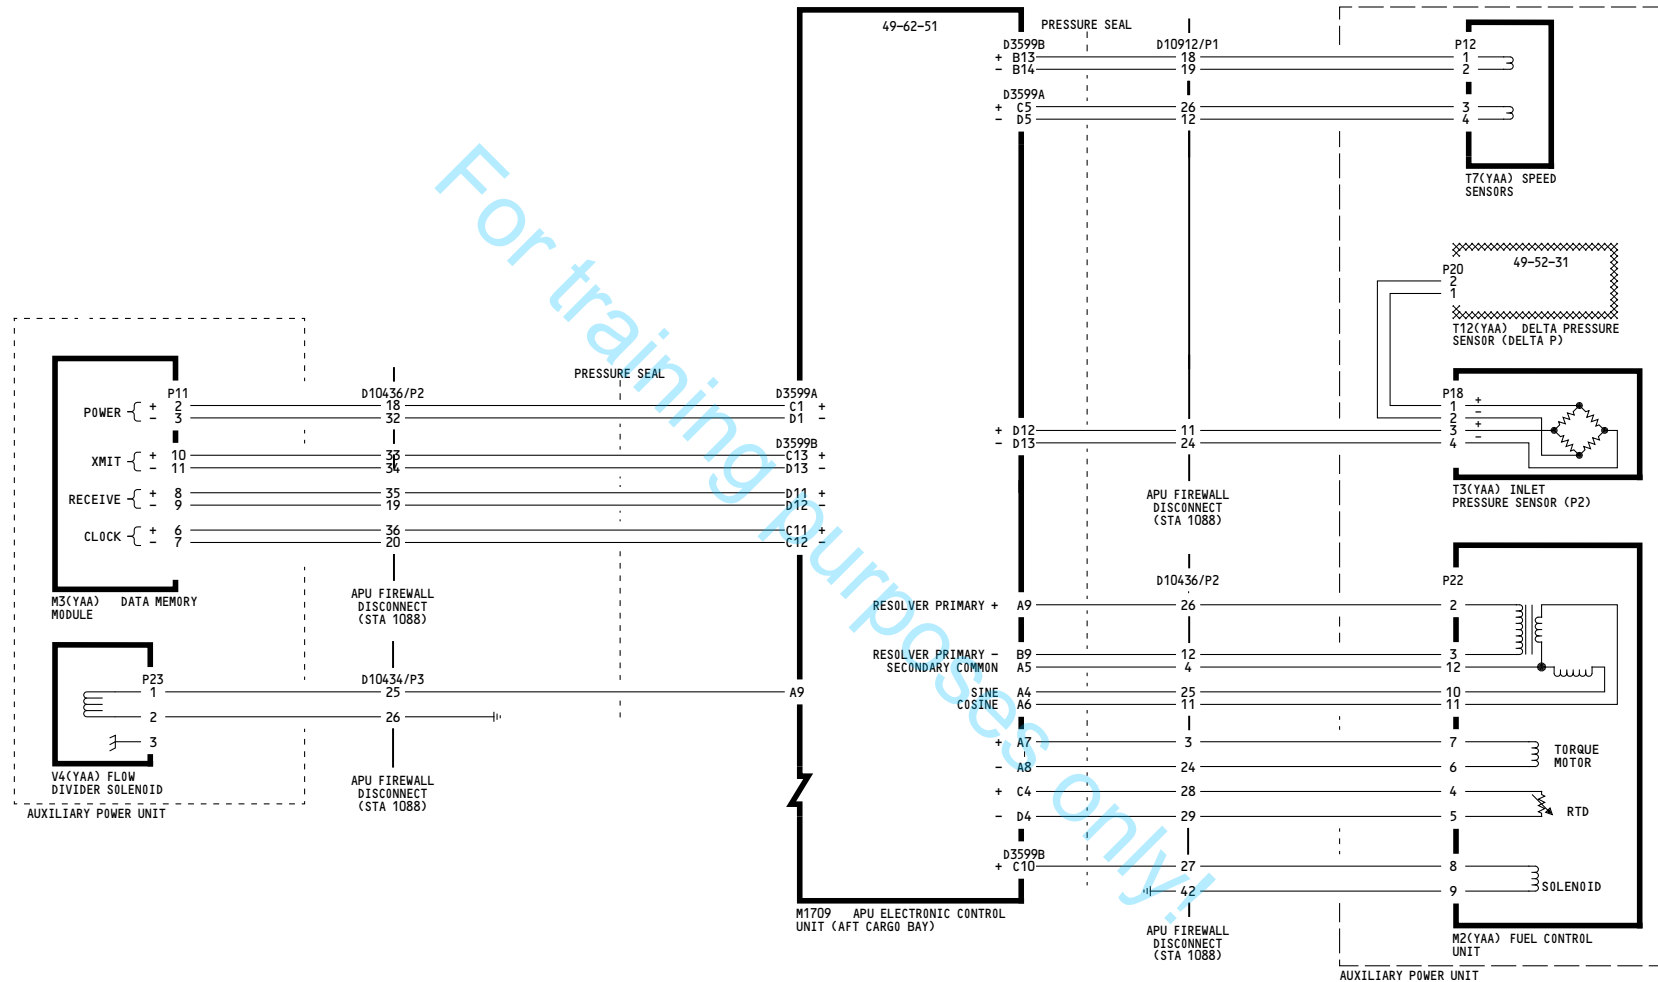 49-62-51
PRESSURE SEAL
D3599B
+ B13
- B14
D10912/P1
18
19
P12
1
2
D3599A
+ C5
- D5
26
12
3
4
T7(YAA) SPEED
SENSORS
49-52-31
P20
2
1
T12(YAA) DELTA PRESSURE
SENSOR (DELTA P)
P18
1 +
2 -
3 +
4 -
+ D12
- D13
11
24
T3(YAA) INLET
PRESSURE SENSOR (P2)
APU FIREWALL
DISCONNECT
(STA 1088)
PRESSURE SEAL
P11
POWER + 2
- 3
D10436/P2
18
32
D3599A
C1 +
D1 -
XMIT + 10
- 11
33
34
D3599B
C13 +
D13 -
RECEIVE + 8
- 9
35
19
D11 +
D12 -
CLOCK + 6
- 7
36
20
C11 +
C12 -
M3(YAA) DATA MEMORY
MODULE
APU FIREWALL
DISCONNECT
(STA 1088)
P23
1
2
3
D10434/P3
25
26
A9
V4(YAA) FLOW
DIVIDER SOLENOID
APU FIREWALL
DISCONNECT
(STA 1088)
AUXILIARY POWER UNIT
D10436/P2
P22
RESOLVER PRIMARY + A9
26
2
RESOLVER PRIMARY - B9
12
3
SECONDARY COMMON A5
4
12
SINE A4
25
10
COSINE A6
11
11
+ A7
3
7
- A8
24
6
TORQUE
MOTOR
+ C4
28
4
- D4
29
5
RTD
D3599B
+ C10
27
8
42
9
SOLENOID
M1709 APU ELECTRONIC CONTROL
UNIT (AFT CARGO BAY)
APU FIREWALL
DISCONNECT
(STA 1088)
M2(YAA) FUEL CONTROL
UNIT
AUXILIARY POWER UNIT
For training purposes only!